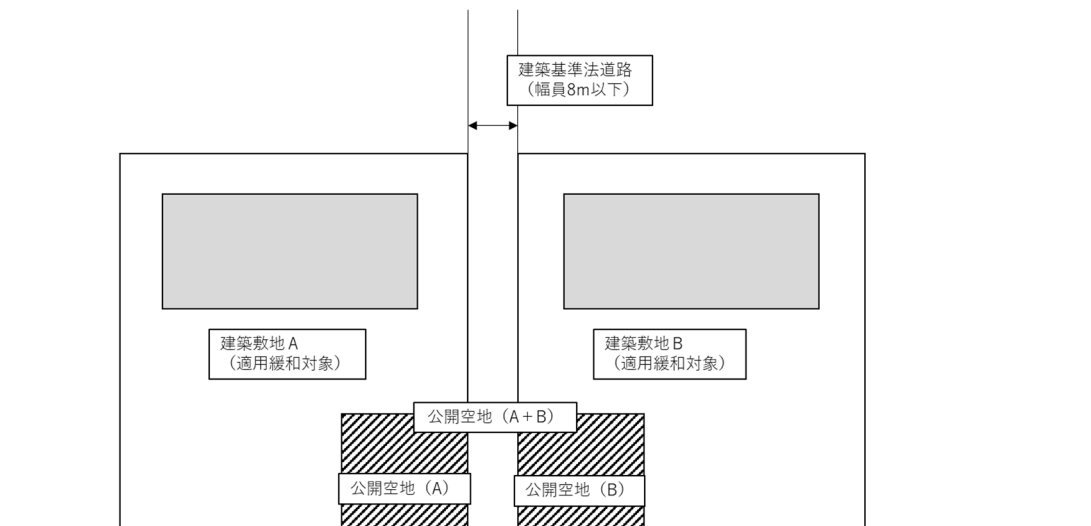 建築基準法道路
（幅員8m以下）
建築敷地A
（適用緩和対象）
建築敷地B
（適用緩和対象）
公開空地（A＋B）
公開空地（A）
公開空地（B）